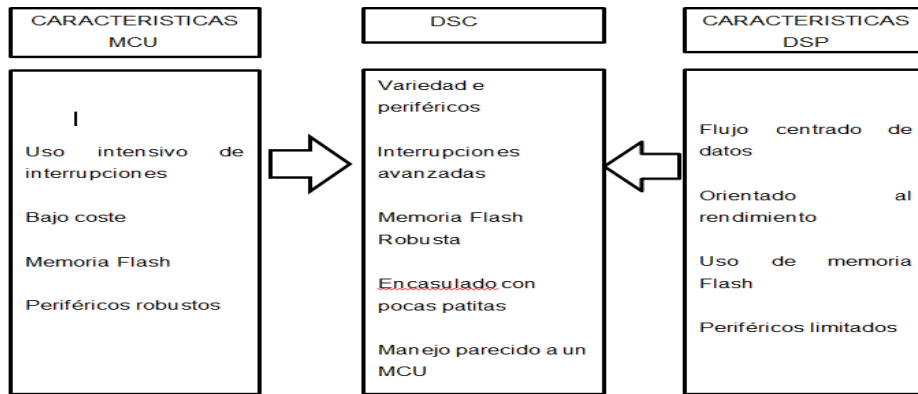 CARACTERISTICAS
MCU
Uso intensivo de
interrupciones
Bajo coste
Memoria Flash
Periféricos robustos
DSC
Variedad e
periféricos
Interrupciones
avanzadas
Memoria Flash
Robusta
Encasulado con
pocas patitas
Manejo parecido a un
MCU
CARACTERISTICAS
DSP
Flujo centrado de
datos
Orientado al
rendimiento
Uso de memoria
Flash
Periféricos limitados